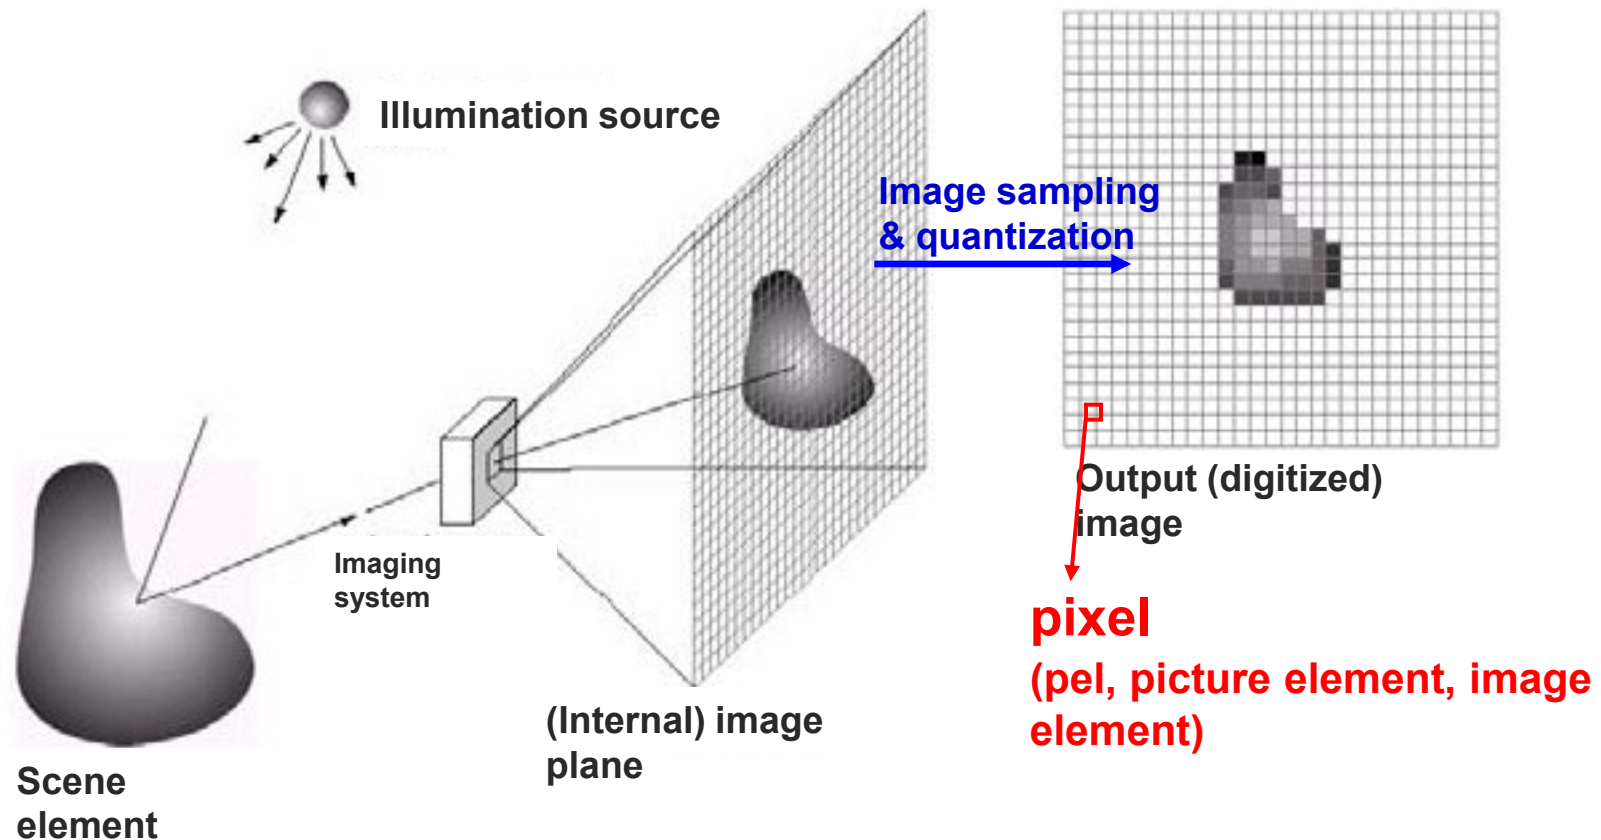 Illumination source
Image sampling
& quantization
Output (digitized)
image
Imaging
system
pixel
(pel, picture element, image
element)
(Internal) image
plane
Scene
element